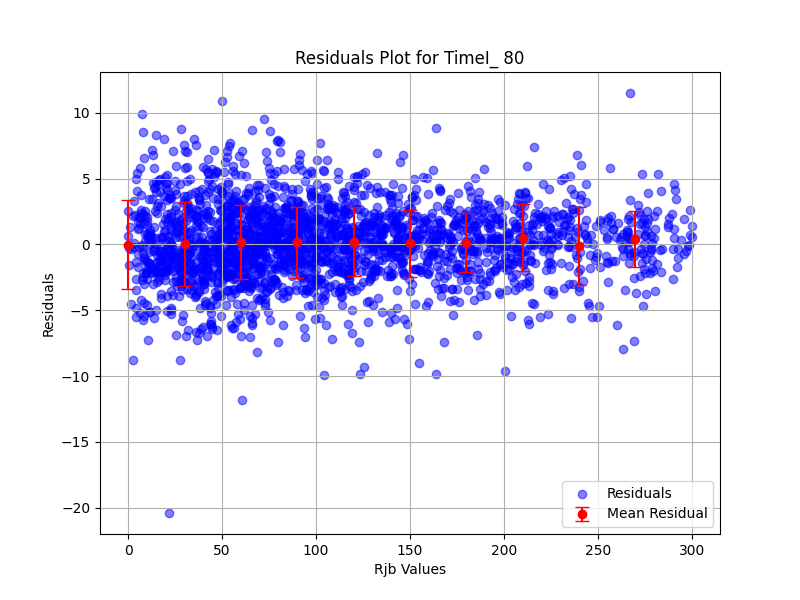 Residuals Plot for TimeI_ 80
10
5
0
−5
−10
−15
−20
Residuals
0 50 100 150 200 250 300
Rjb Values
Residuals
Mean Residual